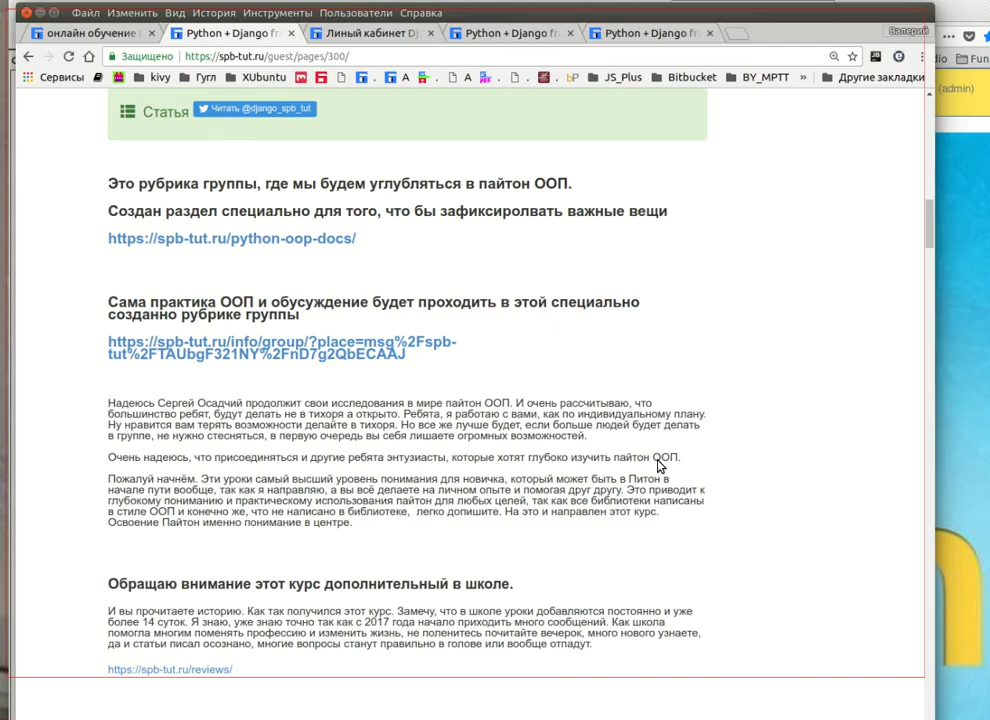 Файл Изменить Вид История Инструменты Пользователи Справка
онлайн обучение Python + Django fr Линый кабинет Dj Python + Django fr Python + Django fr Валерий
Защищено https://spb-tut.ru/guest/pages/300/
Сервисы kivy Гугл XUbuntu А А bP JS_Plus Bitbucket BY_MPTT » Другие закладки
(admin)
Статья Читать @django_spb_tut
Это рубрика группы, где мы будем углубляться в пайтон ООП.
Создан раздел специально для того, что бы зафиксиролвать важные вещи
https://spb-tut.ru/python-oop-docs/
Сама практика ООП и обусуждение будет проходить в этой специально
созданно рубрике группы
https://spb-tut.ru/info/group/?place=msg%2Fspb-
tut%2FTAUbgF321NY%2FnD7g2QbECAAJ
Надеюсь Сергей Осадчий продолжит свои исследования в мире пайтон ООП. И очень рассчитываю, что
большинство ребят, будут делать не в тихоря а открыто. Ребята, я работаю с вами, как по индивидуальному плану.
Ну нравится вам терять возможности делайте в тихоря. Но все же лучше будет, если больше людей будет делать
в группе, не нужно стесняться, в первую очередь вы себя лишаете огромных возможностей.
Очень надеюсь, что присоединяться и другие ребята энтузиасты, которые хотят глубоко изучить пайтон ООП.
Пожалуй начнём. Эти уроки самый высший уровень понимания для новичка, который может быть в Питон в
начале пути вообще, так как я направляю, а вы всё делаете на личном опыте и помогая друг другу. Это приводит к
глубокому пониманию и практическому использования пайтон для любых целей, так как все библиотеки написаны
в стиле ООП и конечно же, что не написано в библиотеке, легко допишите. На это и направлен этот курс.
Освоение Пайтон именно понимание в центре.
Обращаю внимание этот курс дополнительный в школе.
И вы прочитаете историю. Как так получился этот курс. Замечу, что в школе уроки добавляются постоянно и уже
более 14 суток. Я знаю, уже знаю точно так как с 2017 года начало приходить много сообщений. Как школа
помогла многим поменять профессию и изменить жизнь, не поленитесь почитайте вечерок, много нового узнаете,
да и статьи писал осознано, многие вопросы станут правильно в голове или вообще отпадут.
https://spb-tut.ru/reviews/